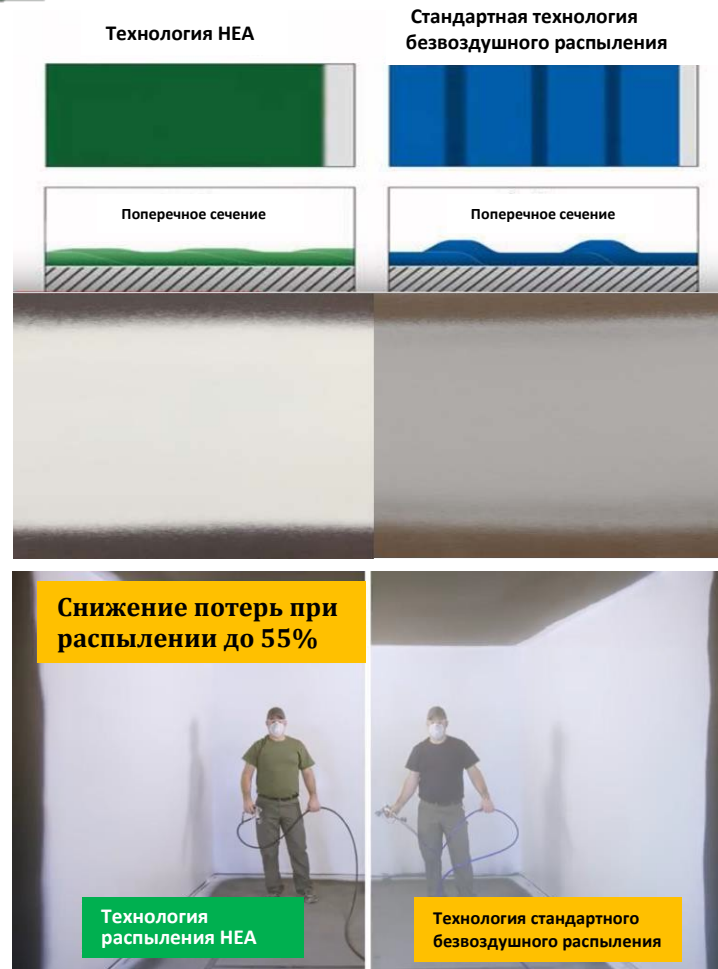 Технология HEA
Стандартная технология
безвоздушного распыления
Поперечное сечение
Поперечное сечение
Снижение потерь при
распылении до 55%
Технология
распыления HEA
Технология стандартного
безвоздушного распыления